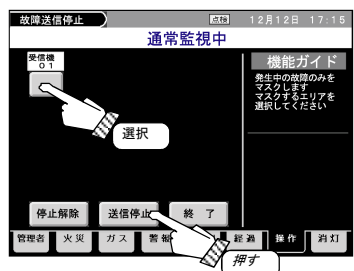 故障送信停止 点検 12月12日 17:15
通常監視中
受信機
01
機能ガイド
発生中の故障のみを
マスクします
マスクするエリアを
選択してください
選択
停止解除 送信停止 終 了
管理者 火災 ガス 警報 経過 操作 消灯
押す